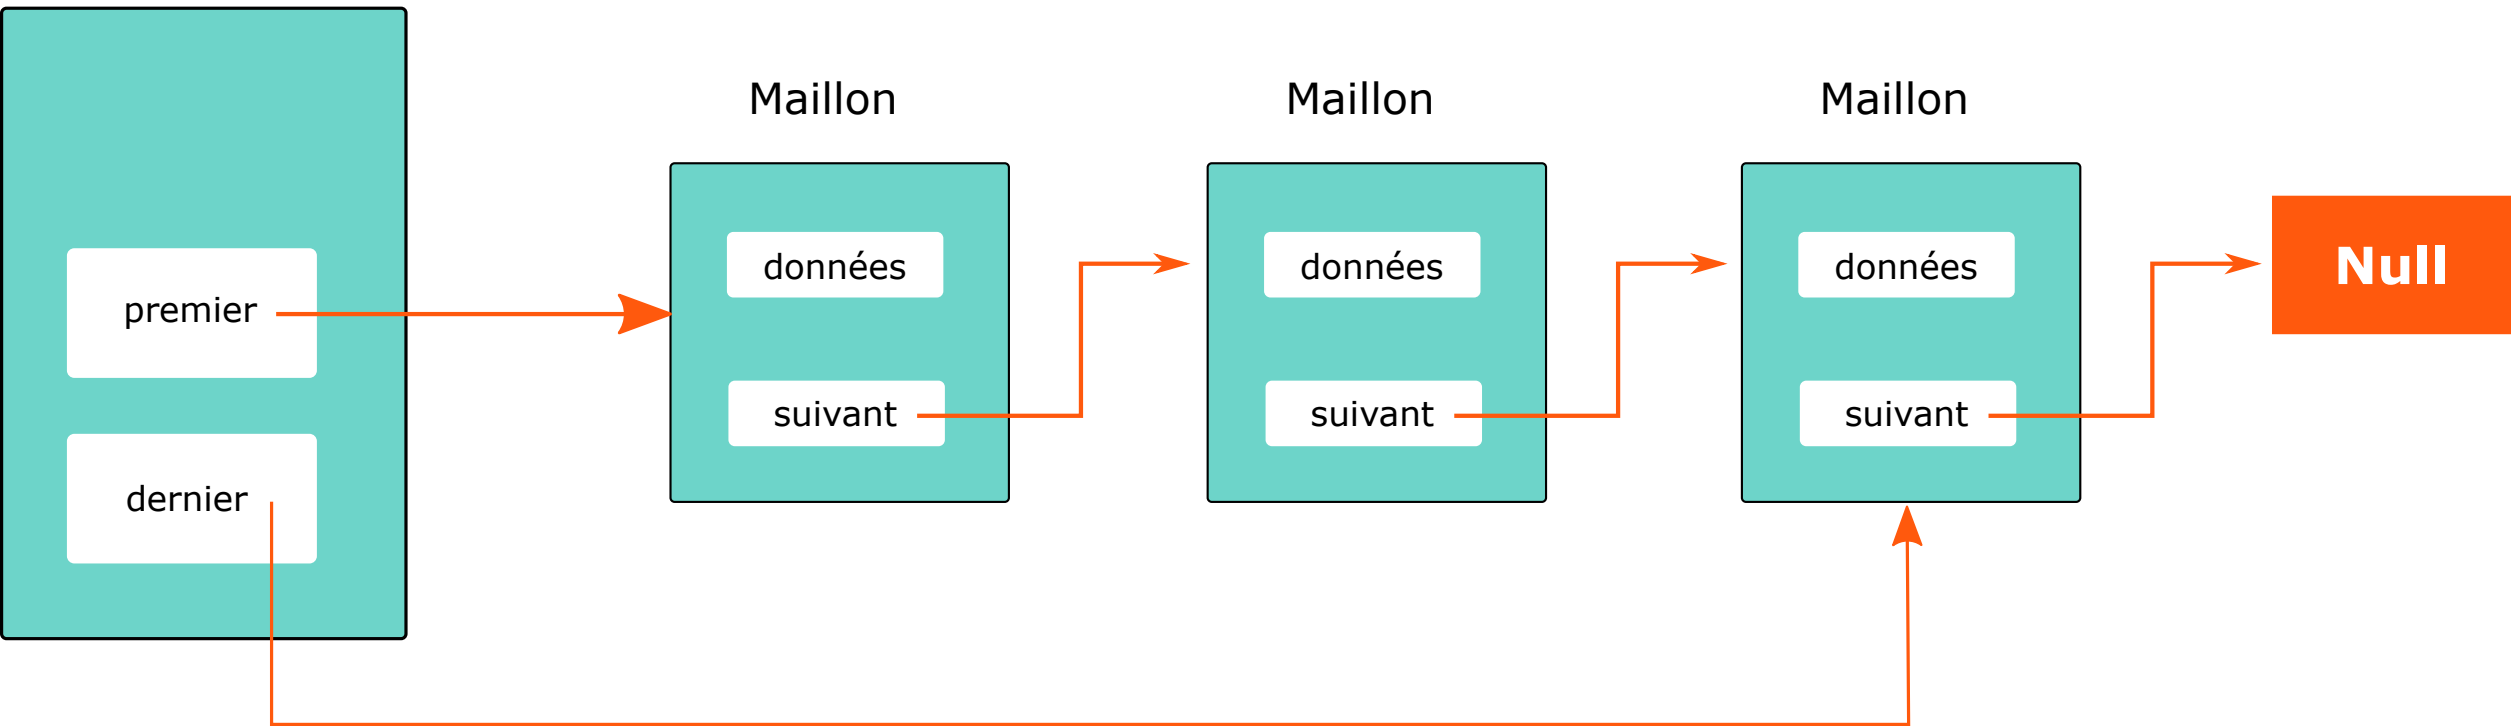 Maillon
Maillon
Maillon
données
données
données
Null
premier
suivant
suivant
suivant
dernier